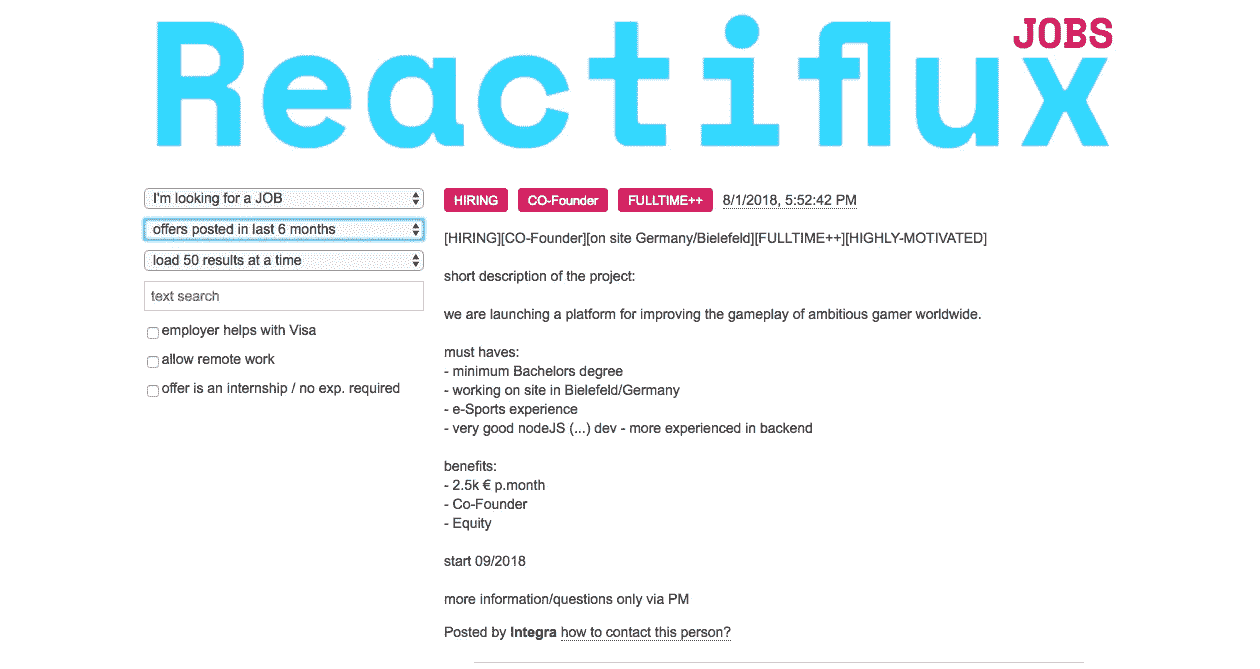 Reactiflux
JOBS
I'm looking for a JOB
offers posted in last 6 months
load 50 results at a time
text search
employer helps with Visa
allow remote work
offer is an internship / no exp. required
HIRING CO-Founder FULLTIME++ 8/1/2018, 5:52:42 PM
[HIRING][CO-Founder][on site Germany/Bielefeld][FULLTIME++][HIGHLY-MOTIVATED]
short description of the project:
we are launching a platform for improving the gameplay of ambitious gamer worldwide.
must haves:
- minimum Bachelors degree
- working on site in Bielefeld/Germany
- e-Sports experience
- very good nodeJS (...) dev - more experienced in backend
benefits:
- 2.5k € p.month
- Co-Founder
- Equity
start 09/2018
more information/questions only via PM
Posted by Integra how to contact this person?